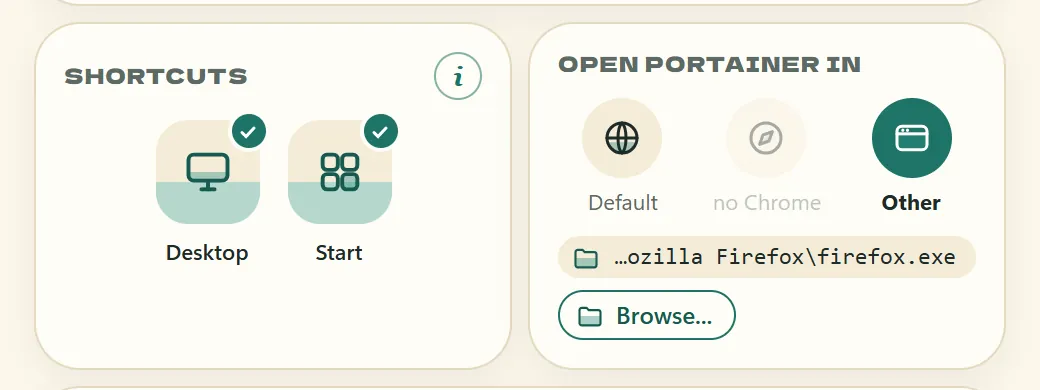 SHORTCUTS
i
Desktop
Start
OPEN PORTAINER IN
Default
no Chrome
Other
…ozilla Firefox\firefox.exe
Browse...